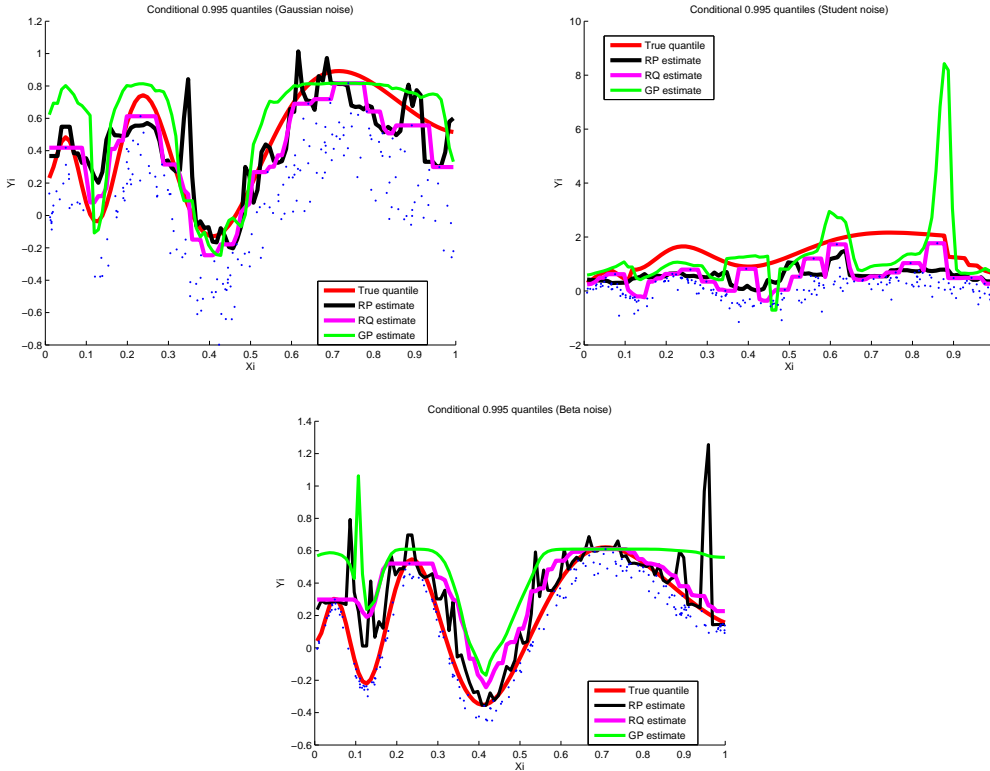 Conditional 0.995 quantiles (Gaussian noise)
1.2
1
0.8
0.6
0.4
0.2
0
−0.2
−0.4
−0.6
−0.8
Yi
0 0.1 0.2 0.3 0.4 0.5 0.6 0.7 0.8 0.9 1
Xi
True quantile
RP estimate
RQ estimate
GP estimate
Conditional 0.995 quantiles (Student noise)
10
8
6
4
2
0
−2
Yi
0 0.1 0.2 0.3 0.4 0.5 0.6 0.7 0.8 0.9
Xi
True quantile
RP estimate
RQ estimate
GP estimate
Conditional 0.995 quantiles (Beta noise)
1.4
1.2
1
0.8
0.6
0.4
0.2
0
−0.2
−0.4
−0.6
Yi
0 0.1 0.2 0.3 0.4 0.5 0.6 0.7 0.8 0.9 1
Xi
True quantile
RP estimate
RQ estimate
GP estimate